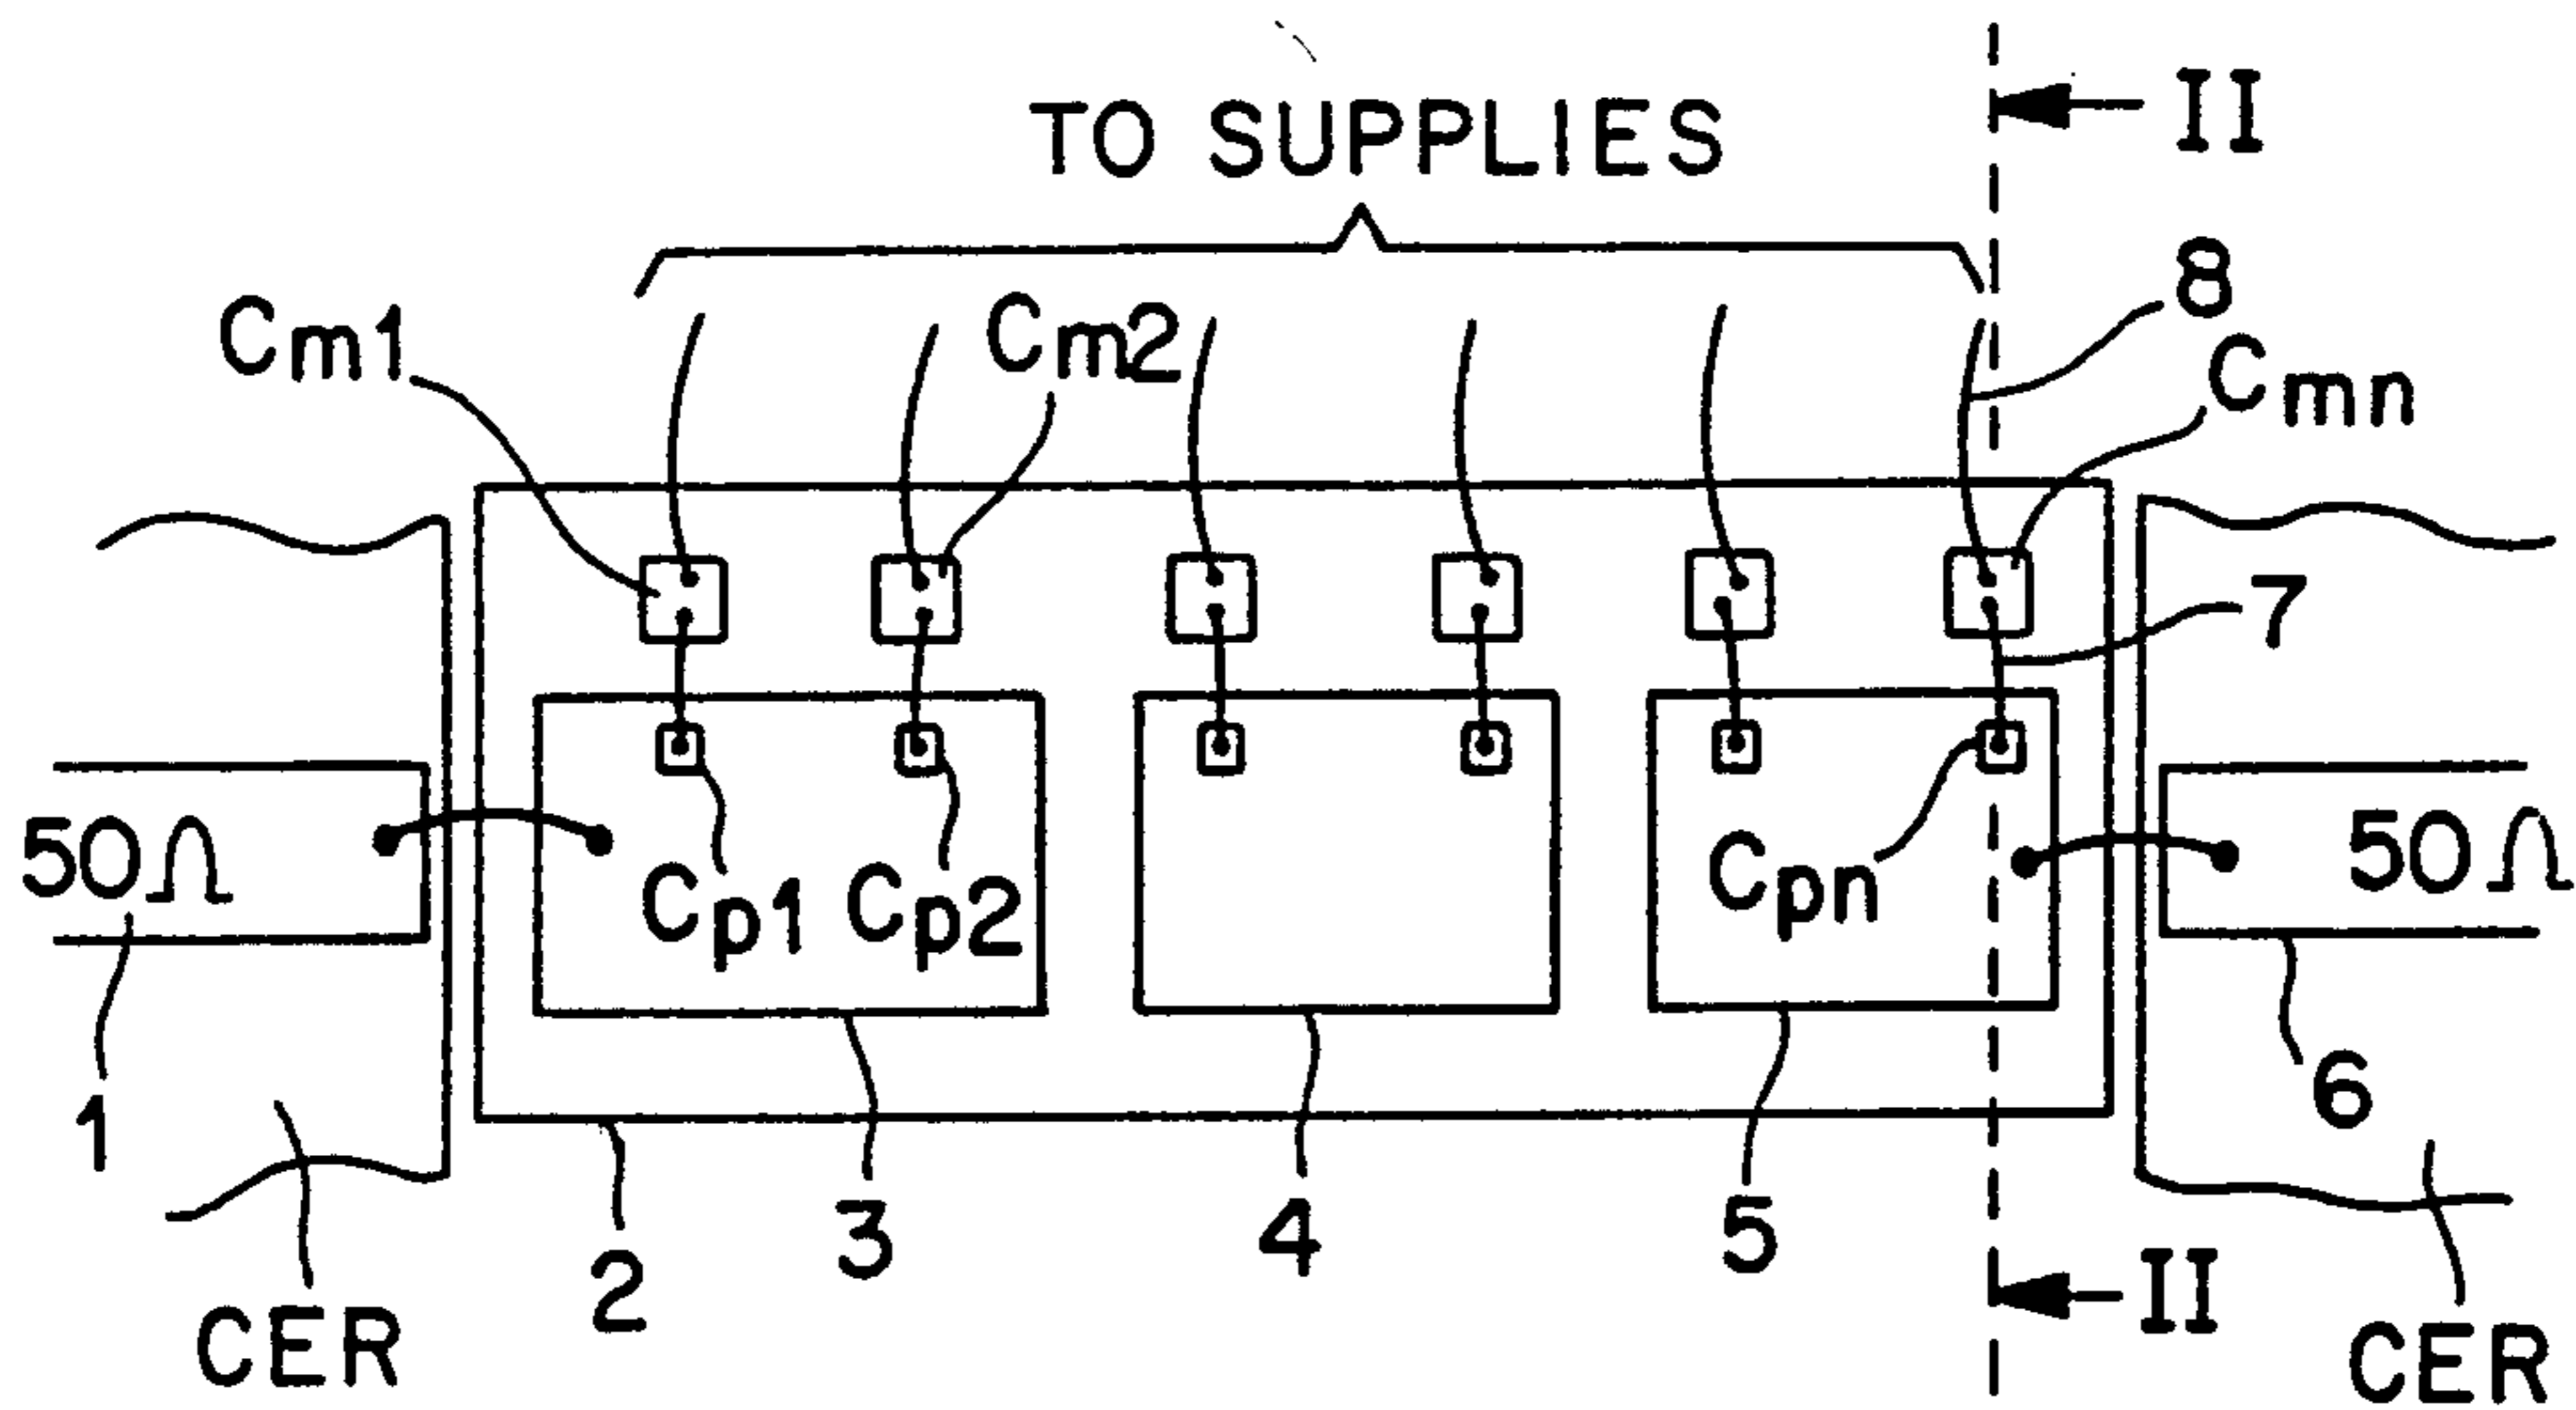 TO SUPPLIES
II
8
Cm1
Cm2
Cmn
7
50Ω
Cp1
Cp2
Cpn
50Ω
1
2
3
4
5
6
II
CER
CER